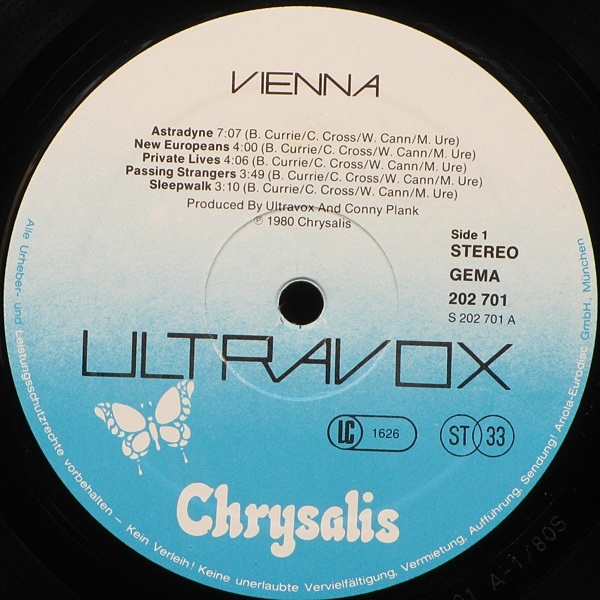 VIENNA
Astradyne 7:07 (B. Currie/C. Cross/W. Cann/M. Ure)
New Europeans 4:00 (B. Currie/C. Cross/W. Cann/M. Ure)
Private Lives 4:06 (B. Currie/C. Cross/W. Cann/M. Ure)
Passing Strangers 3:49 (B. Currie/C. Cross/W. Cann/M. Ure)
Sleepwalk 3:10 (B. Currie/C. Cross/W. Cann/M. Ure)
Produced By Ultravox And Conny Plank
℗ 1980 Chrysalis
Side 1
STEREO
GEMA
202 701
S 202 701 A
ULTRAVOX
LC 1626
ST 33
Chrysalis
Alle Urheber- und Leistungsschutzrechte vorbehalten – Kein Verleih! Keine unerlaubte Vervielfältigung, Vermietung, Aufführung, Sendung! Ariola-Eurodisc GmbH., München
A-1/80S